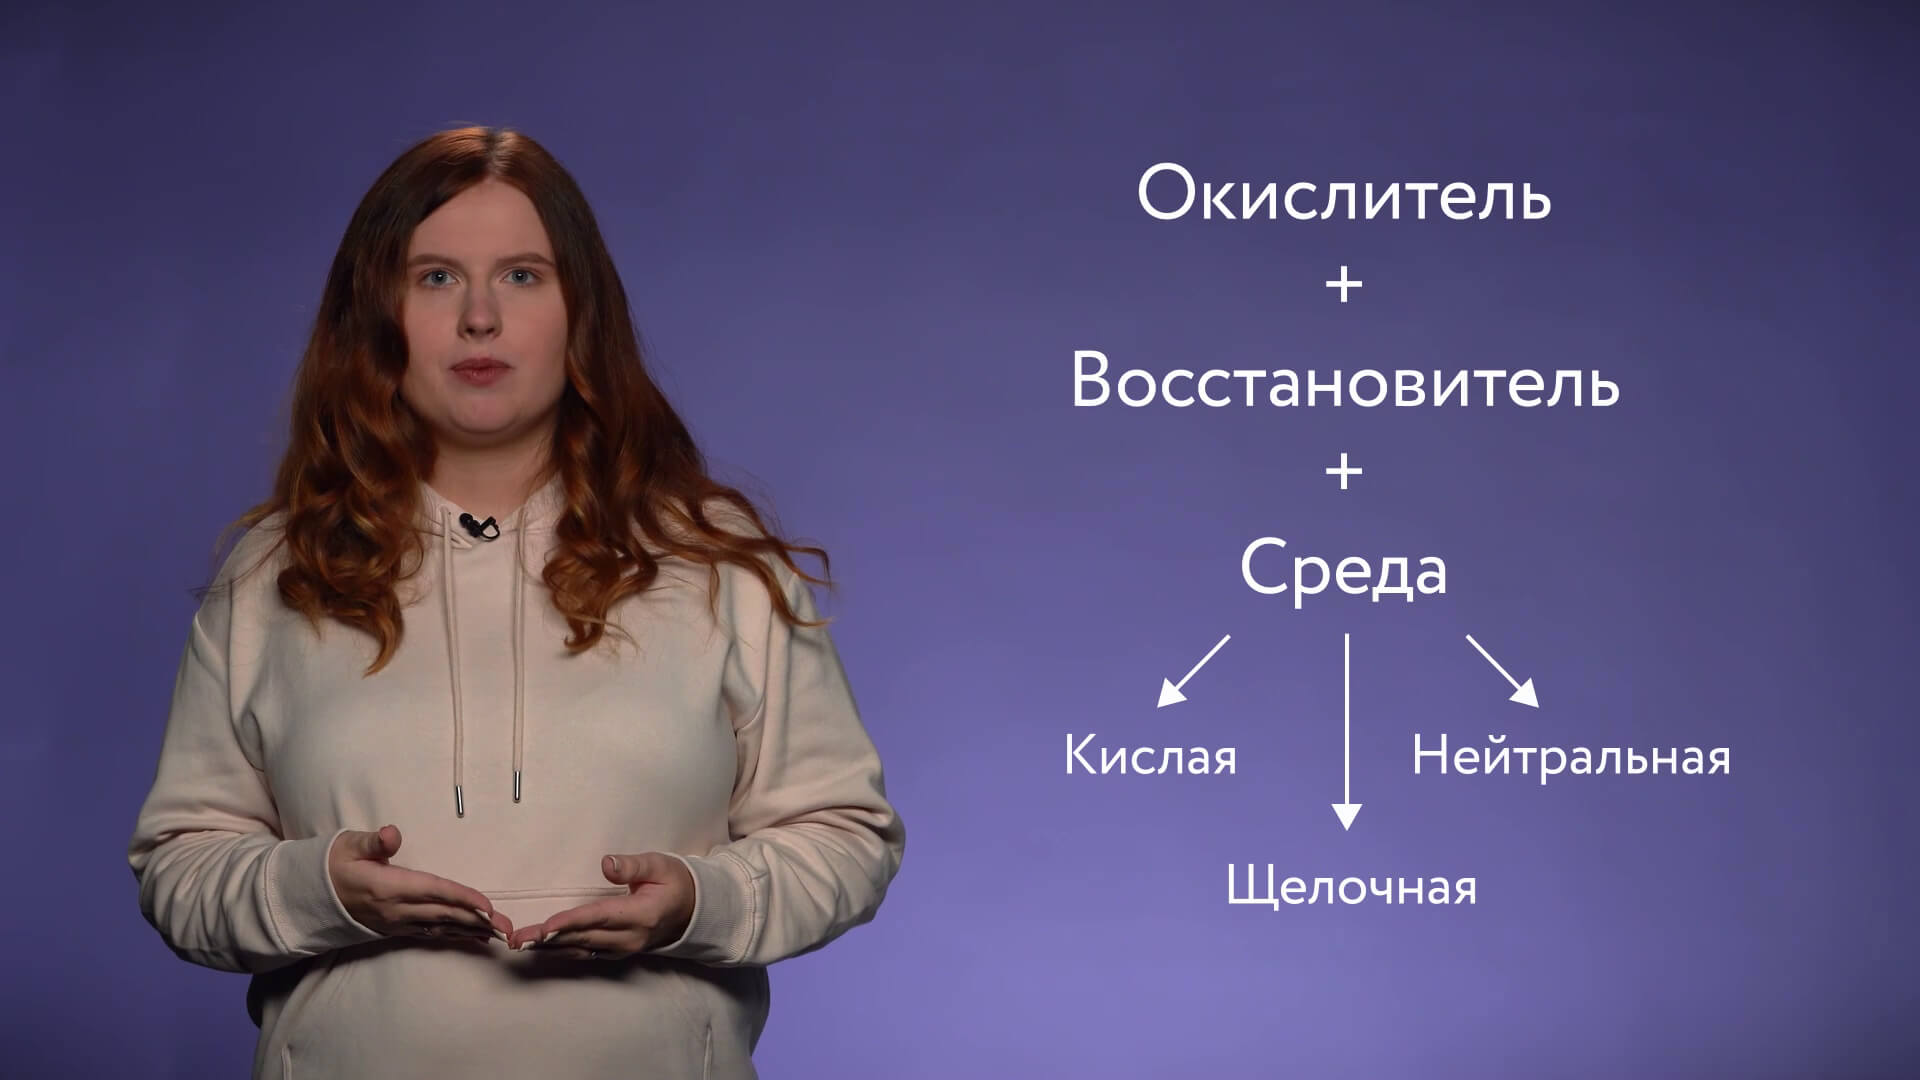 Окислитель
+
Восстановитель
+
Среда
Кислая
Нейтральная
Щелочная